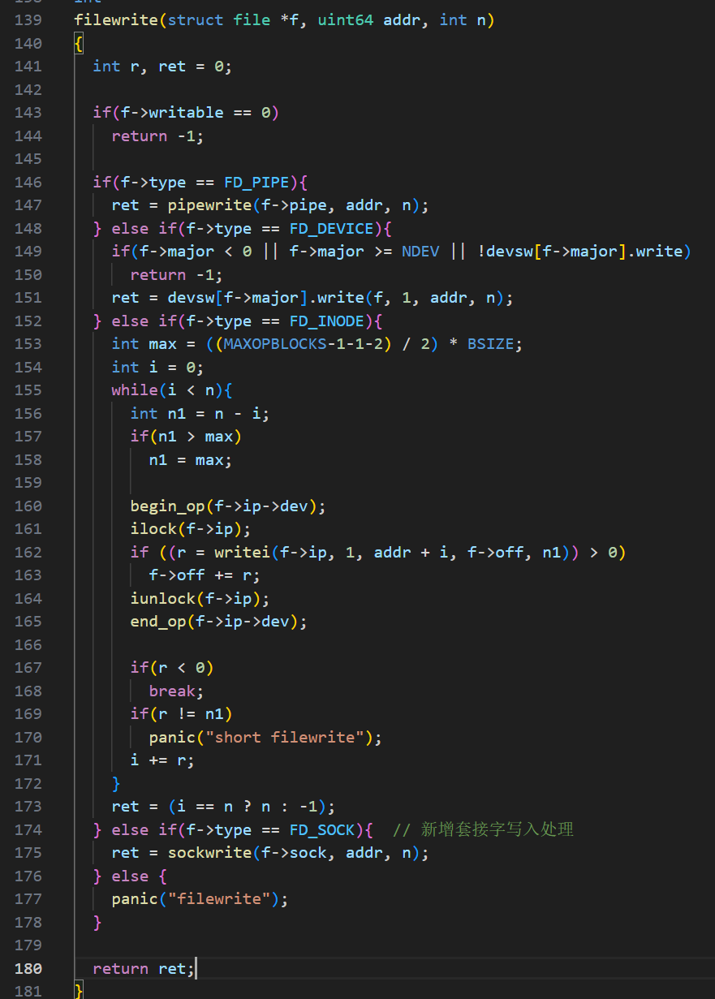 138 int
139 filewrite(struct file *f, uint64 addr, int n)
140 {
141   int r, ret = 0;
142
143   if(f->writable == 0)
144     return -1;
145
146   if(f->type == FD_PIPE){
147     ret = pipewrite(f->pipe, addr, n);
148   } else if(f->type == FD_DEVICE){
149     if(f->major < 0 || f->major >= NDEV || !devsw[f->major].write)
150       return -1;
151     ret = devsw[f->major].write(f, 1, addr, n);
152   } else if(f->type == FD_INODE){
153     int max = ((MAXOPBLOCKS-1-1-2) / 2) * BSIZE;
154     int i = 0;
155     while(i < n){
156       int n1 = n - i;
157       if(n1 > max)
158         n1 = max;
159
160       begin_op(f->ip->dev);
161       ilock(f->ip);
162       if ((r = writei(f->ip, 1, addr + i, f->off, n1)) > 0)
163         f->off += r;
164       iunlock(f->ip);
165       end_op(f->ip->dev);
166
167       if(r < 0)
168         break;
169       if(r != n1)
170         panic("short filewrite");
171       i += r;
172     }
173     ret = (i == n ? n : -1);
174   } else if(f->type == FD_SOCK){  // 新增套接字写入处理
175     ret = sockwrite(f->sock, addr, n);
176   } else {
177     panic("filewrite");
178   }
179
180   return ret;
181 }